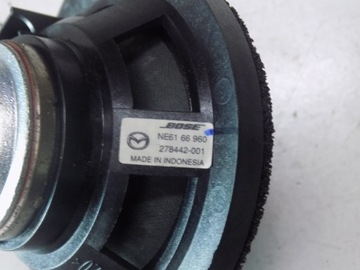 BOSE
NE61 66 960
278442-001
MADE IN INDONESIA